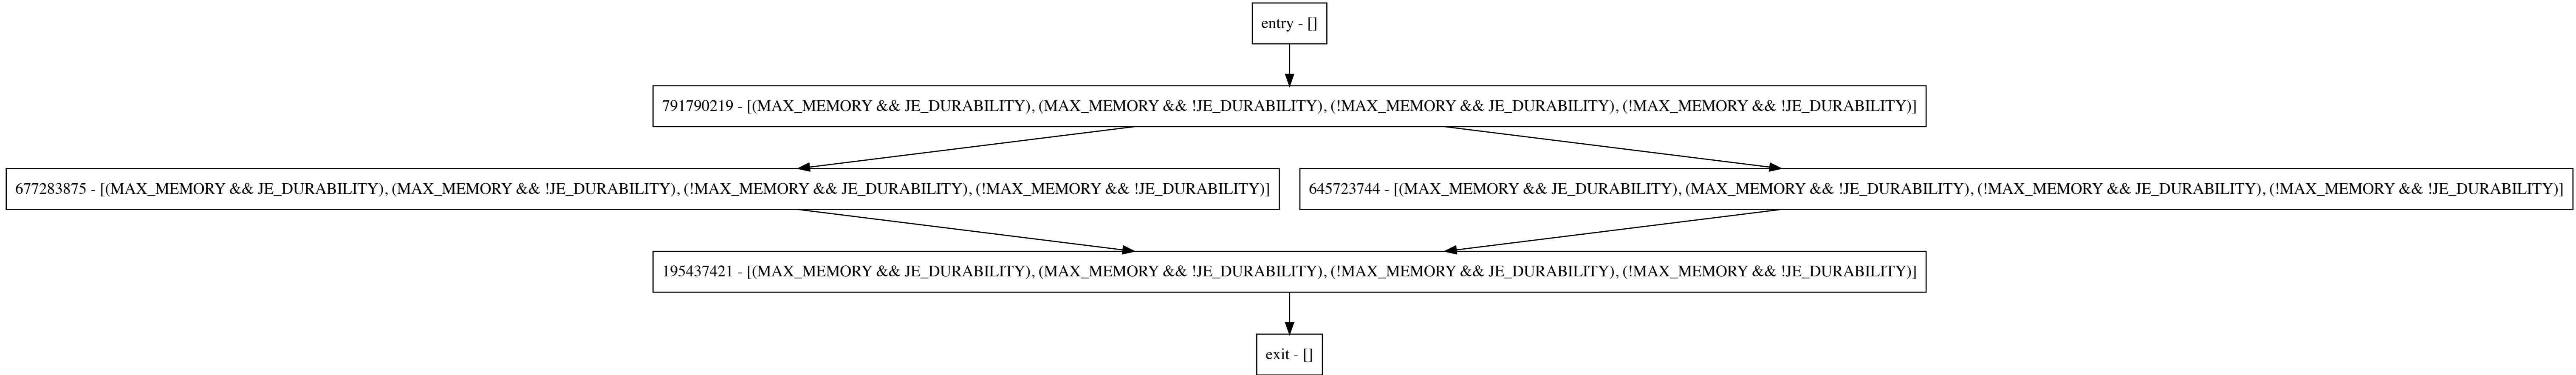 entry - []
791790219 - [(MAX_MEMORY && JE_DURABILITY), (MAX_MEMORY && !JE_DURABILITY), (!MAX_MEMORY && JE_DURABILITY), (!MAX_MEMORY && !JE_DURABILITY)]
677283875 - [(MAX_MEMORY && JE_DURABILITY), (MAX_MEMORY && !JE_DURABILITY), (!MAX_MEMORY && JE_DURABILITY), (!MAX_MEMORY && !JE_DURABILITY)]
645723744 - [(MAX_MEMORY && JE_DURABILITY), (MAX_MEMORY && !JE_DURABILITY), (!MAX_MEMORY && JE_DURABILITY), (!MAX_MEMORY && !JE_DURABILITY)]
195437421 - [(MAX_MEMORY && JE_DURABILITY), (MAX_MEMORY && !JE_DURABILITY), (!MAX_MEMORY && JE_DURABILITY), (!MAX_MEMORY && !JE_DURABILITY)]
exit - []